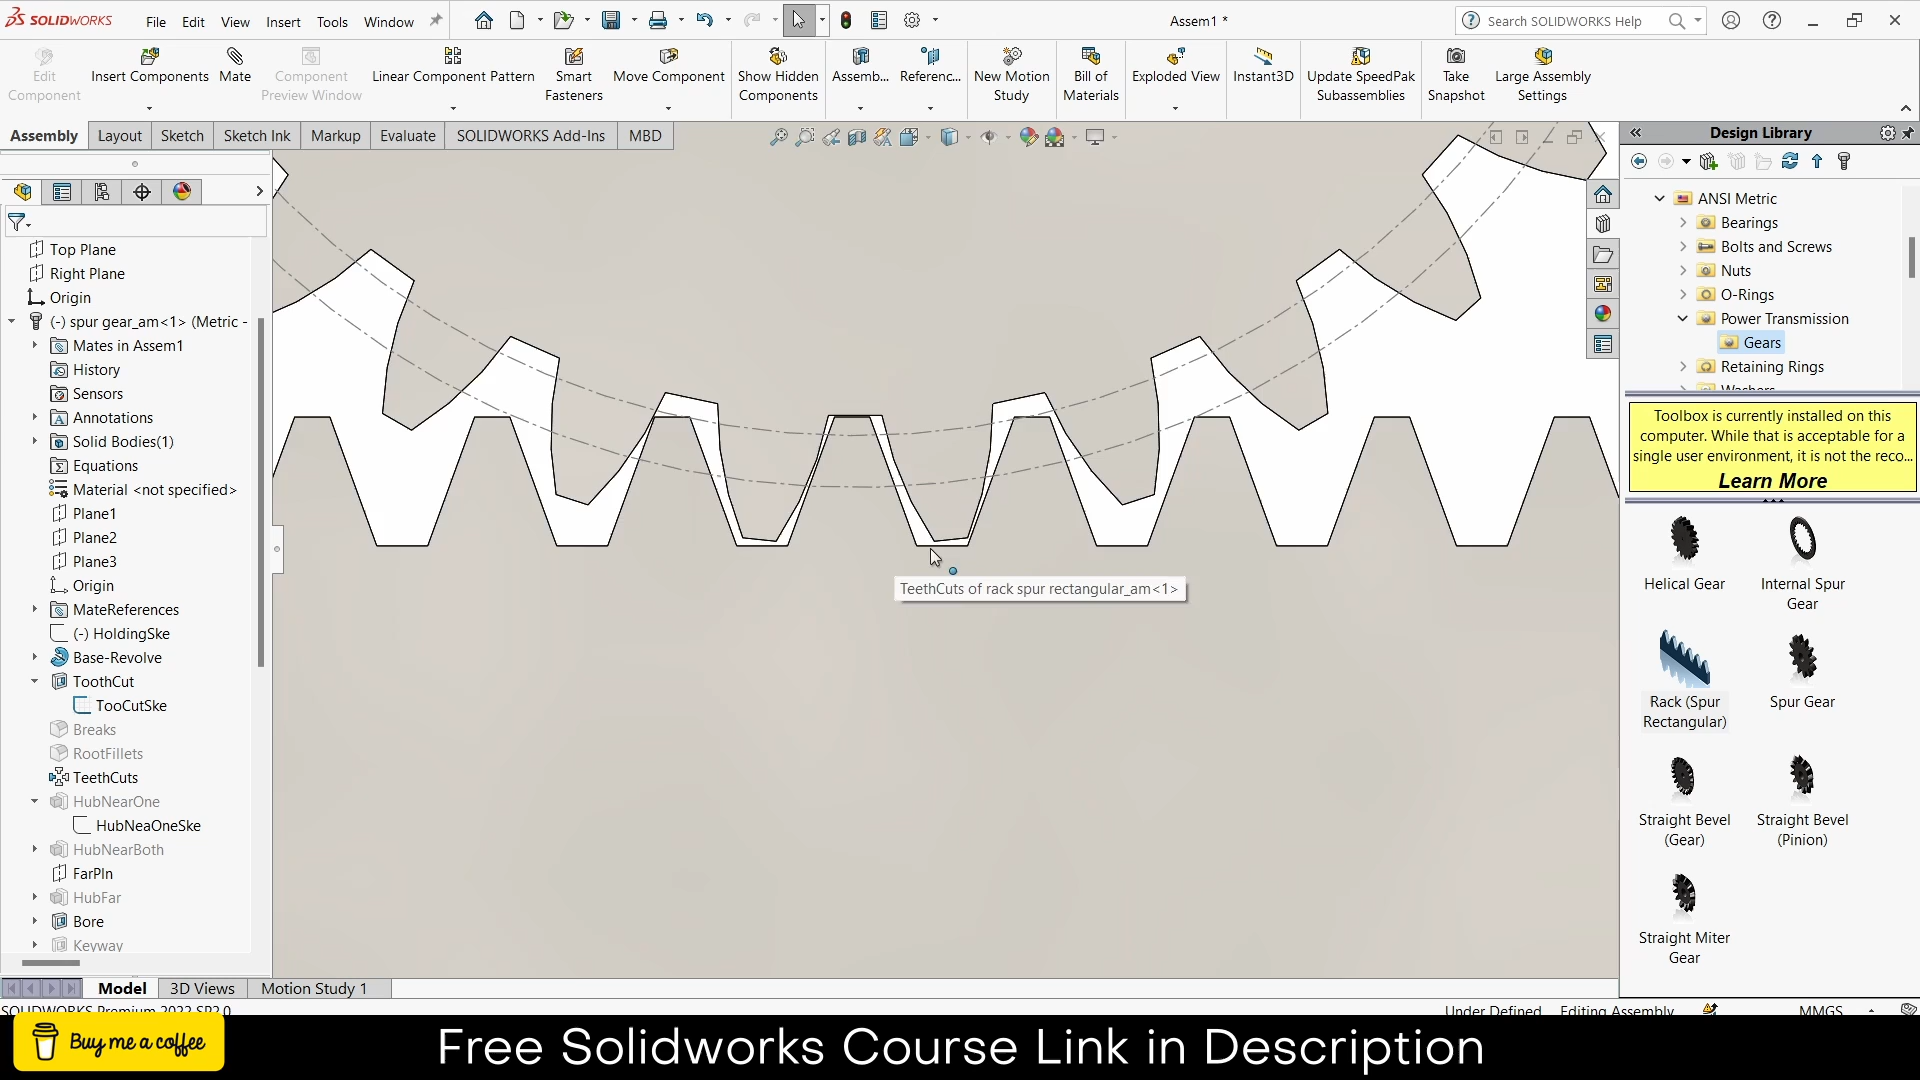 SOLIDWORKS
File Edit View Insert Tools Window
Assem1 *
Search SOLIDWORKS Help
Edit Component
Insert Components
Mate
Component Preview Window
Linear Component Pattern
Smart Fasteners
Move Component
Show Hidden Components
Assemb...
Referenc...
New Motion Study
Bill of Materials
Exploded View
Instant3D
Update SpeedPak Subassemblies
Take Snapshot
Large Assembly Settings
Assembly Layout Sketch Sketch Ink Markup Evaluate SOLIDWORKS Add-Ins MBD
Top Plane
Right Plane
Origin
(-) spur gear_am<1> (Metric -
Mates in Assem1
History
Sensors
Annotations
Solid Bodies(1)
Equations
Material <not specified>
Plane1
Plane2
Plane3
Origin
MateReferences
(-) HoldingSke
Base-Revolve
ToothCut
TooCutSke
Breaks
RootFillets
TeethCuts
HubNearOne
HubNeaOneSke
HubNearBoth
FarPln
HubFar
Bore
Keyway
TeethCuts of rack spur rectangular_am<1>
Design Library
ANSI Metric
Bearings
Bolts and Screws
Nuts
O-Rings
Power Transmission
Gears
Retaining Rings
Washers
Toolbox is currently installed on this
computer. While that is acceptable for a
single user environment, it is not the reco...
Learn More
Helical Gear
Internal Spur Gear
Rack (Spur Rectangular)
Spur Gear
Straight Bevel (Gear)
Straight Bevel (Pinion)
Straight Miter Gear
Model 3D Views Motion Study 1
SOLIDWORKS Premium 2022 SP2.0
Under Defined Editing Assembly MMGS
Buy me a coffee
Free Solidworks Course Link in Description